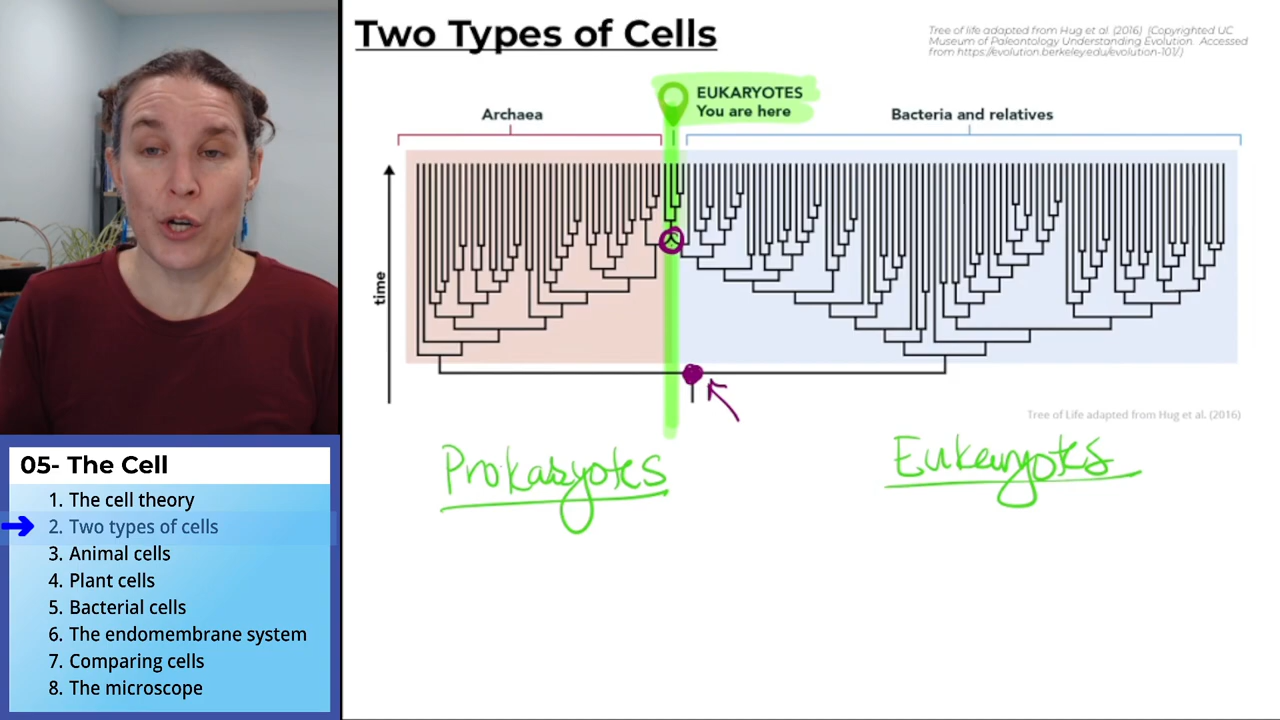 Two Types of Cells
Tree of life adapted from Hug et al. (2016) (Copyrighted UC
Museum of Paleontology Understanding Evolution. Accessed
from https://evolution.berkeley.edu/evolution-101/)
EUKARYOTES
You are here
Archaea
Bacteria and relatives
time
Tree of Life adapted from Hug et al. (2016)
Prokaryotes
Eukaryotes
05- The Cell
1. The cell theory
2. Two types of cells
3. Animal cells
4. Plant cells
5. Bacterial cells
6. The endomembrane system
7. Comparing cells
8. The microscope